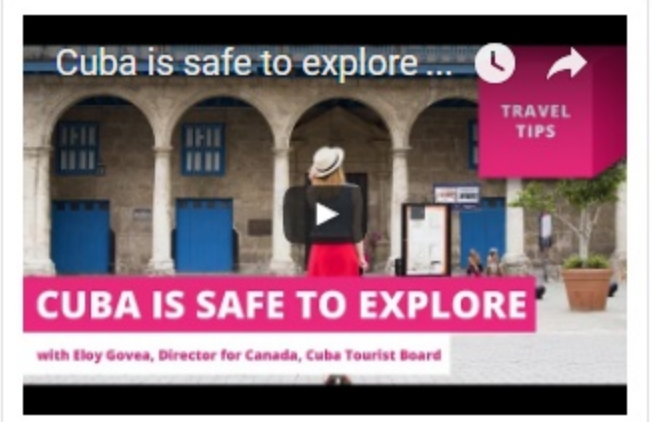 Cuba is safe to explore ...
TRAVEL
TIPS
CUBA IS SAFE TO EXPLORE
with Eloy Govea, Director for Canada, Cuba Tourist Board